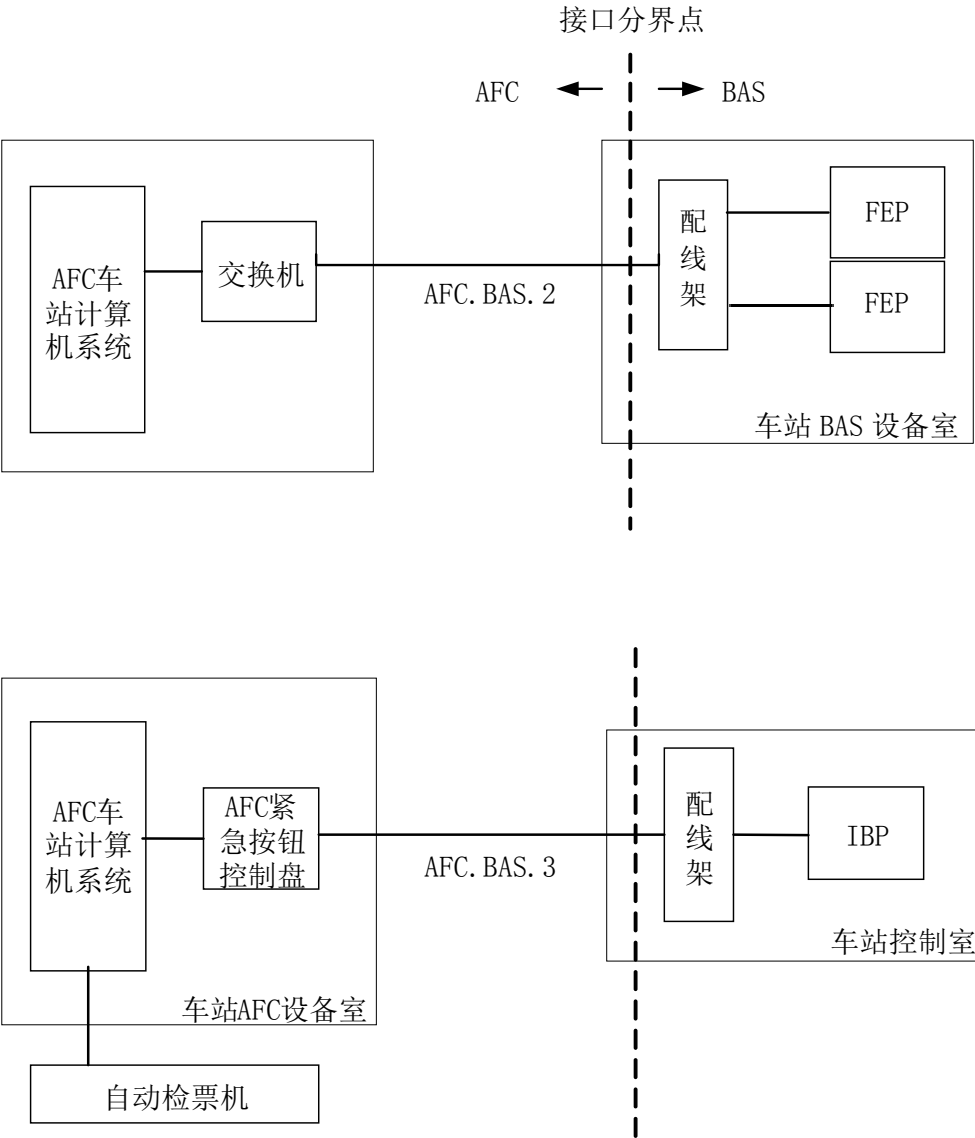 接口分界点
AFC
BAS
AFC车
站计算
机系统
交换机
AFC.BAS.2
配
线
架
FEP
FEP
车站 BAS 设备室
AFC车
站计算
机系统
AFC紧
急按钮
控制盘
AFC.BAS.3
配
线
架
IBP
车站控制室
车站AFC设备室
自动检票机